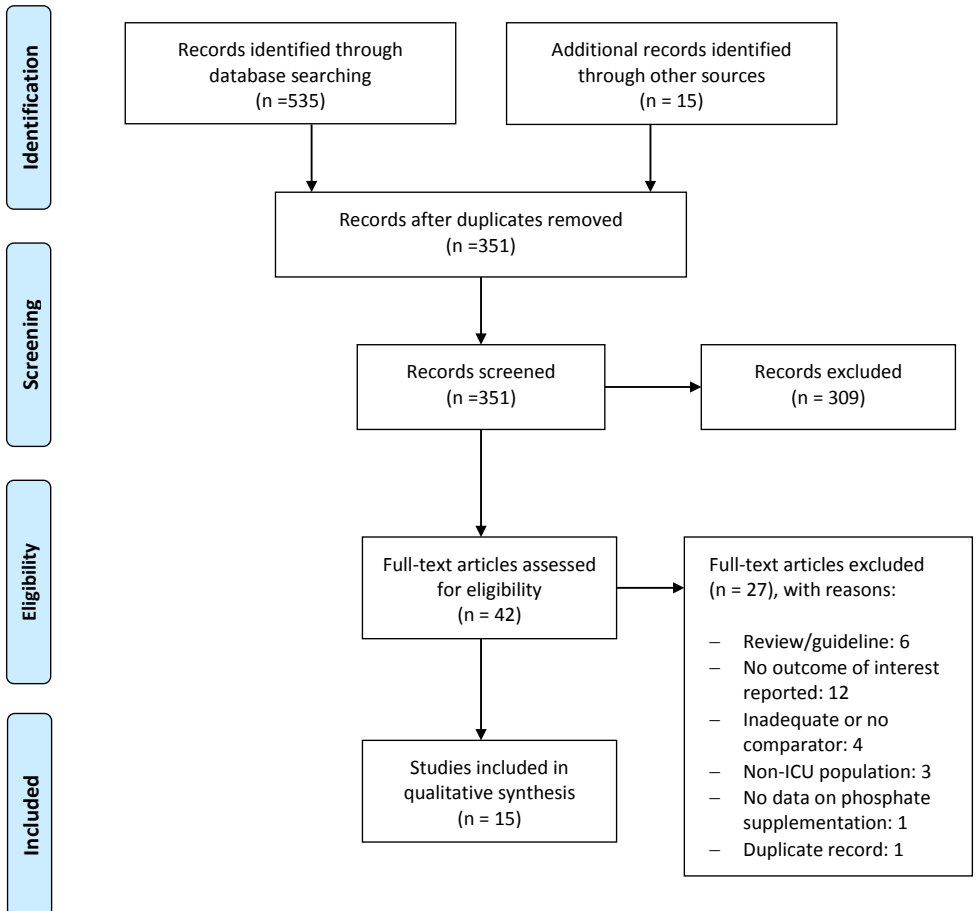 Identification
Records identified through
database searching
(n =535)
Additional records identified
through other sources
(n = 15)
Records after duplicates removed
(n =351)
Screening
Records screened
(n =351)
Records excluded
(n = 309)
Eligibility
Full-text articles assessed
for eligibility
(n = 42)
Full-text articles excluded
(n = 27), with reasons:
– Review/guideline: 6
– No outcome of interest
reported: 12
– Inadequate or no
comparator: 4
– Non-ICU population: 3
– No data on phosphate
supplementation: 1
– Duplicate record: 1
Included
Studies included in
qualitative synthesis
(n = 15)